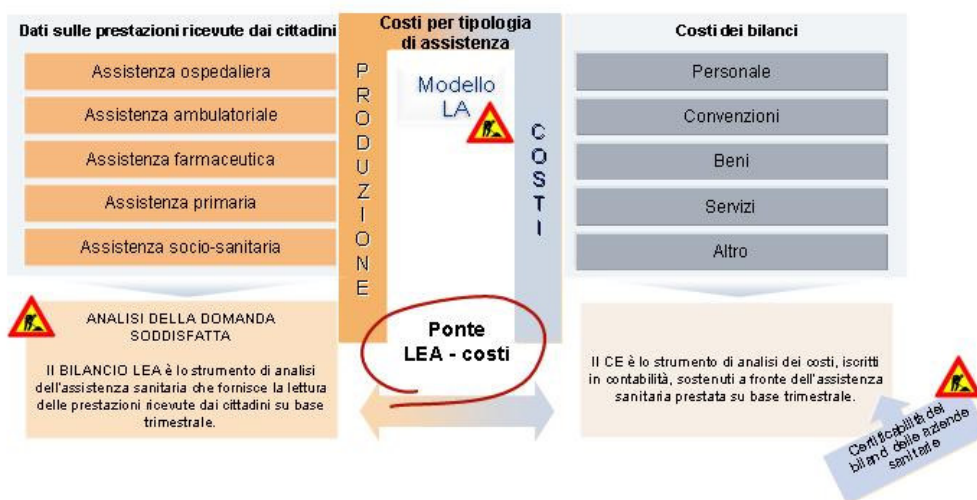 Dati sulle prestazioni ricevute dai cittadini
Assistenza ospedaliera
Assistenza ambulatoriale
Assistenza farmaceutica
Assistenza primaria
Assistenza socio-sanitaria
ANALISI DELLA DOMANDA
SODDISFATTA
Il BILANCIO LEA è lo strumento di analisi
dell'assistenza sanitaria che fornisce la lettura
delle prestazioni ricevute dai cittadini su base
trimestrale.
Costi per tipologia
di assistenza
PRODUZIONE
Modello
LA
COSTI
Ponte
LEA - costi
Costi dei bilanci
Personale
Convenzioni
Beni
Servizi
Altro
Il CE è lo strumento di analisi dei costi, iscritti
in contabilità, sostenuti a fronte dell'assistenza
sanitaria prestata su base trimestrale.
Certificabilità dei
bilanci delle aziende
sanitarie